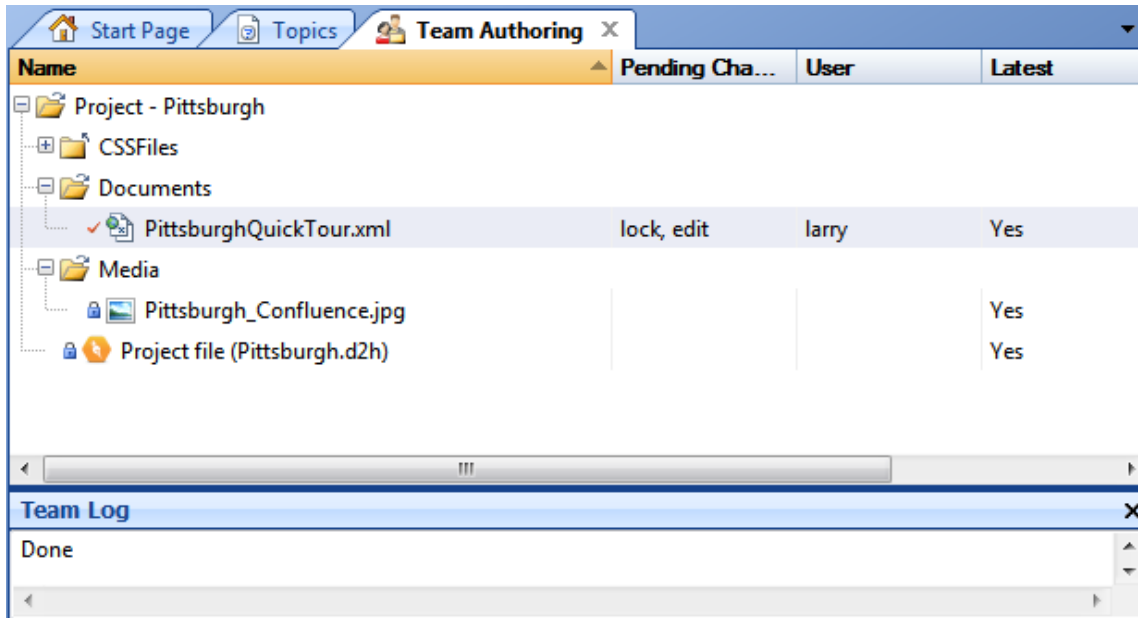 Start Page Topics Team Authoring
Name Pending Cha... User Latest
Project - Pittsburgh
CSSFiles
Documents
PittsburghQuickTour.xml lock, edit larry Yes
Media
Pittsburgh_Confluence.jpg Yes
Project file (Pittsburgh.d2h) Yes
Team Log
Done